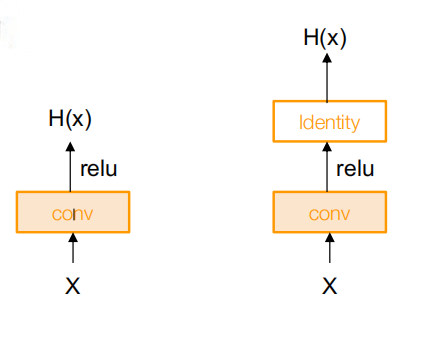 H(x)
relu
conv
X
H(x)
Identity
relu
conv
X